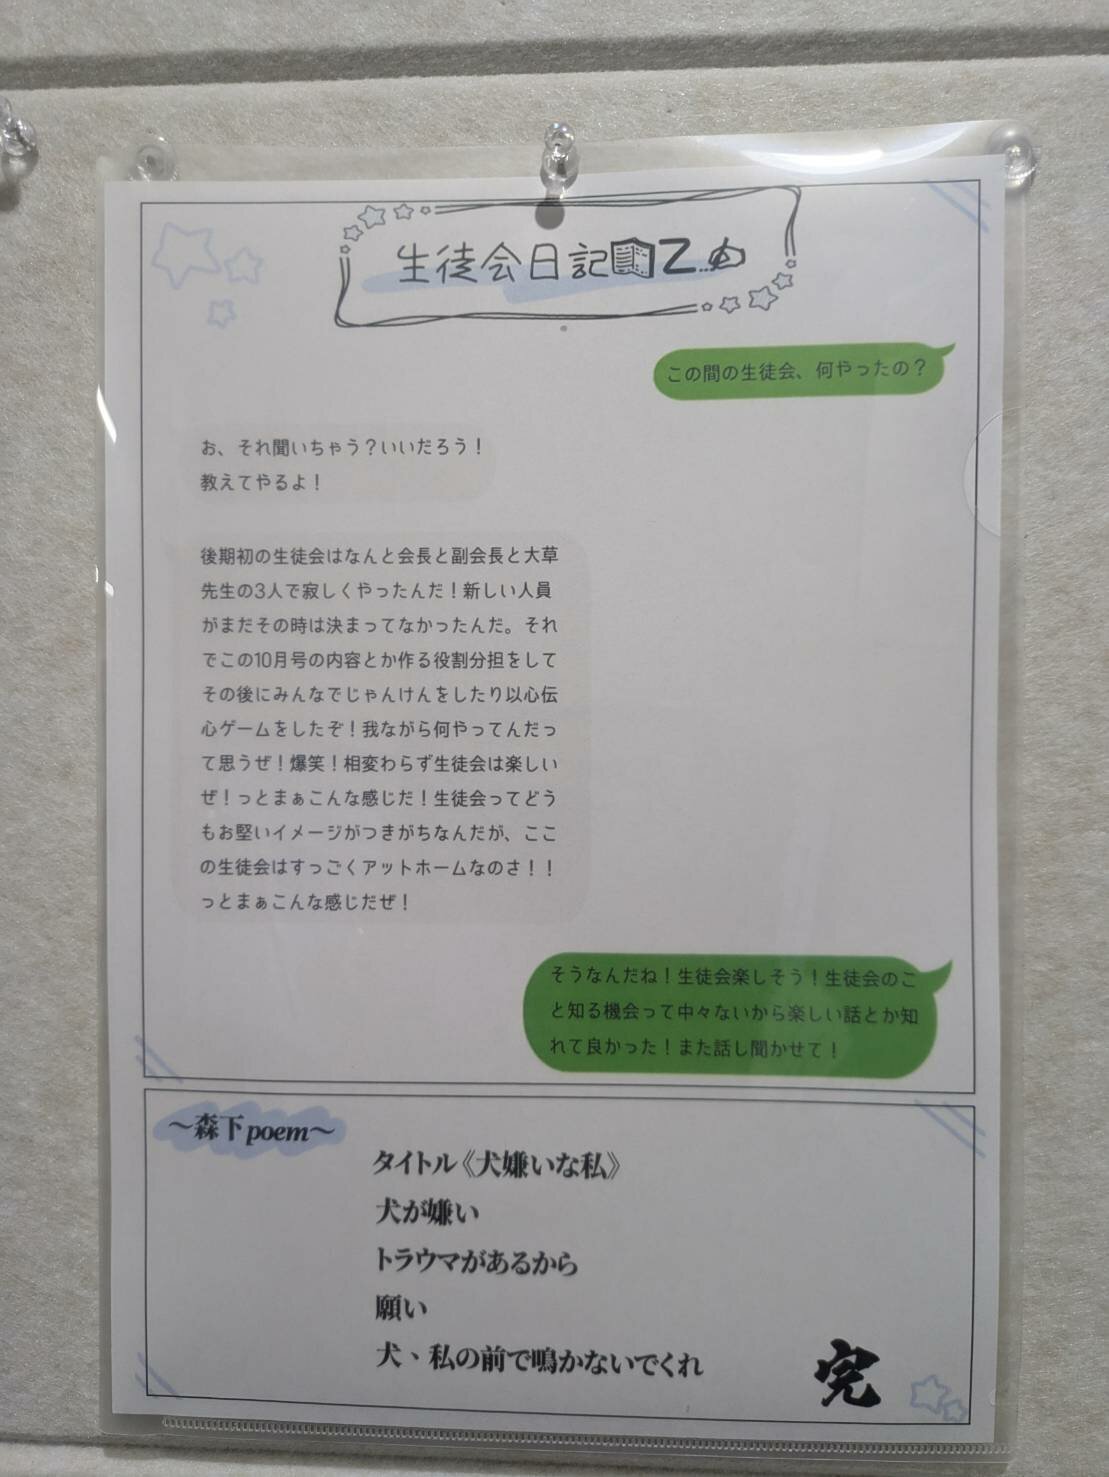 生徒会日記
この間の生徒会、何やったの？
お、それ聞いちゃう？いいだろう！
教えてやるよ！
後期初の生徒会はなんと会長と副会長と大草
先生の3人で寂しくやったんだ！新しい人員
がまだその時は決まってなかったんだ。それ
でこの10月号の内容とか作る役割分担をして
その後にみんなでじゃんけんをしたり以心伝
心ゲームをしたぞ！我ながら何やってんだっ
て思うぜ！爆笑！相変わらず生徒会は楽しい
ぜ！っとまぁこんな感じだ！生徒会ってどう
もお堅いイメージがつきがちなんだが、ここ
の生徒会はすっごくアットホームなのさ！！
っとまぁこんな感じだぜ！
そうなんだね！生徒会楽しそう！生徒会のこ
と知る機会って中々ないから楽しい話とか知
れて良かった！また話し聞かせて！
～森下poem～
タイトル《犬嫌いな私》
犬が嫌い
トラウマがあるから
願い
犬、私の前で鳴かないでくれ
完